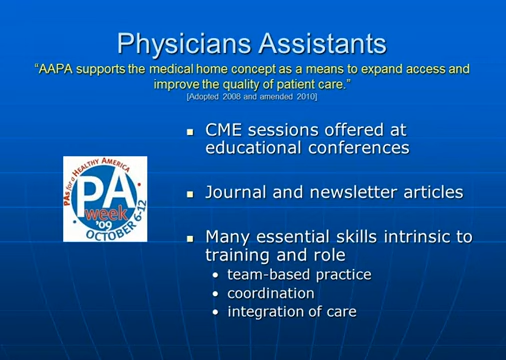 Physicians Assistants
“AAPA supports the medical home concept as a means to expand access and
improve the quality of patient care.”
[Adopted 2008 and amended 2010]
CME sessions offered at
educational conferences
Journal and newsletter articles
Many essential skills intrinsic to
training and role
team-based practice
coordination
integration of care
PAs for a HEALTHY AMERICA
PA
week
'09
OCTOBER 6-12